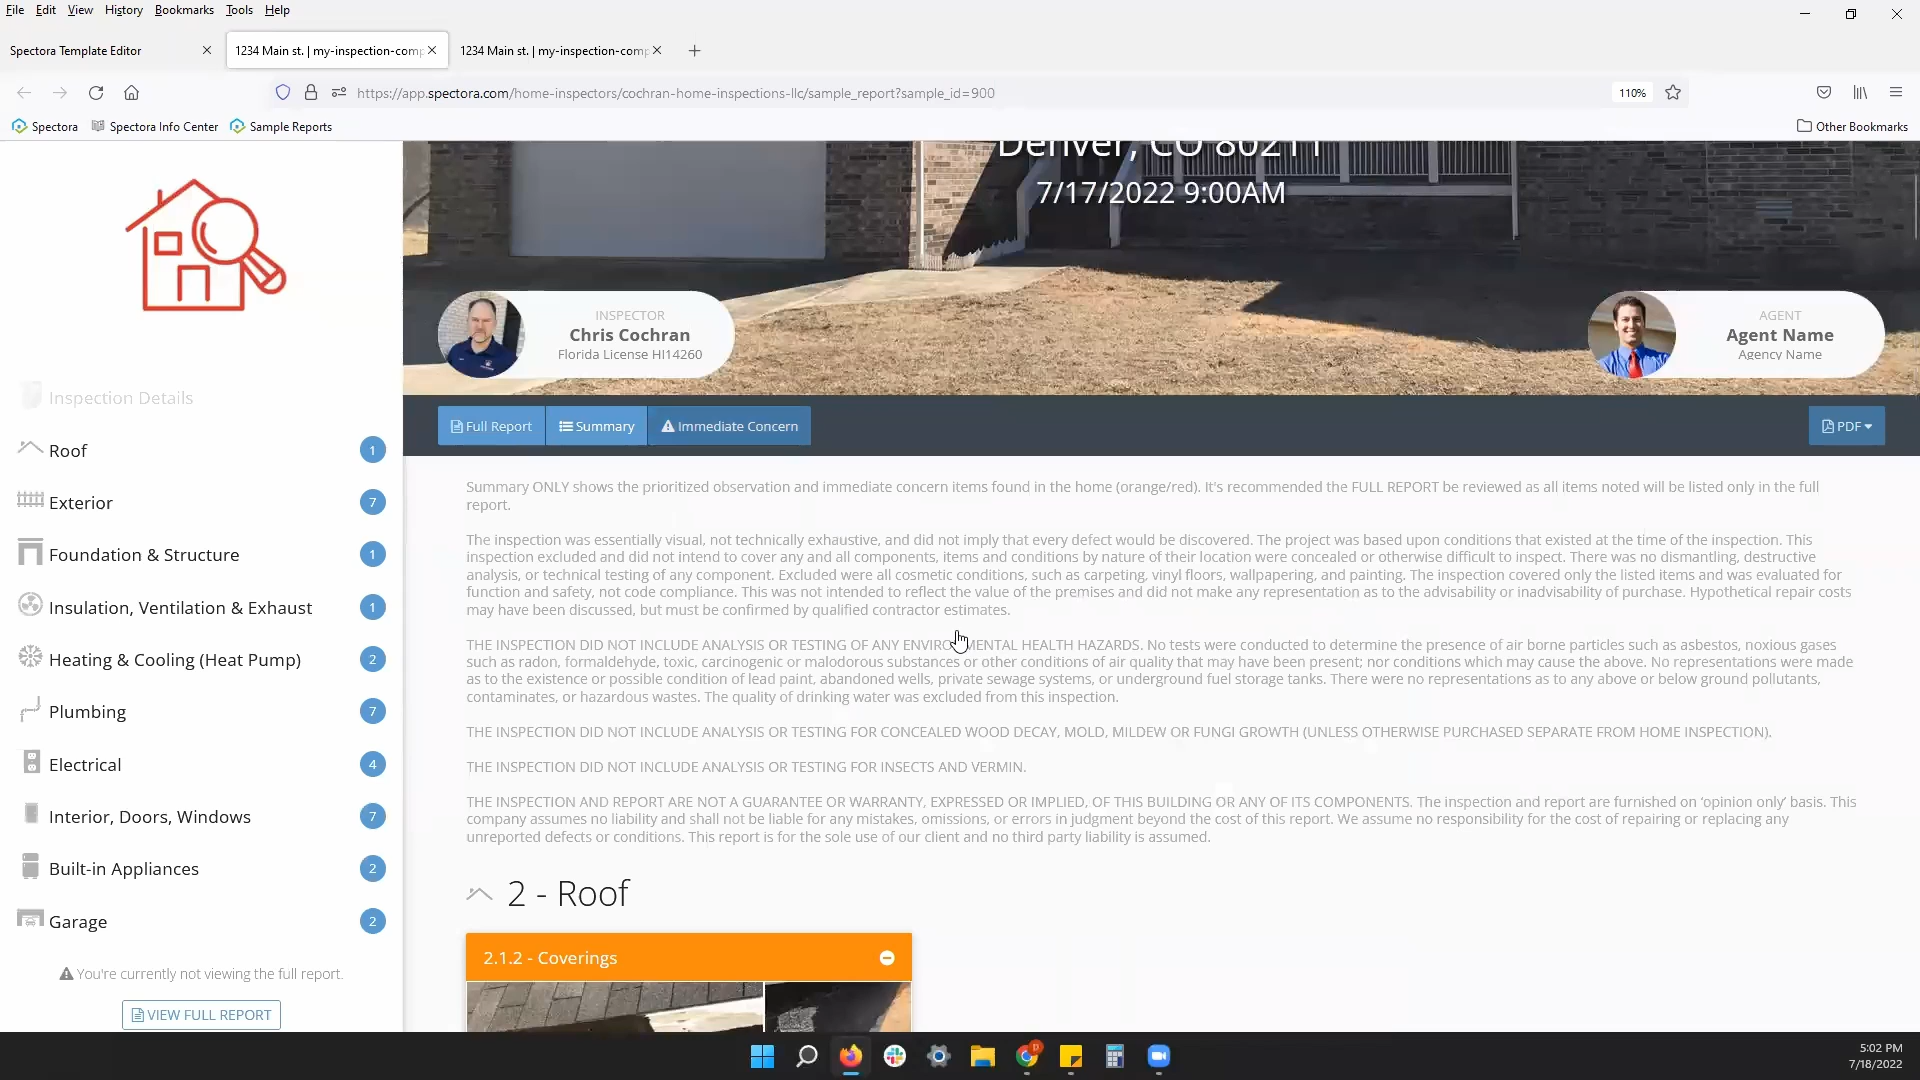 File Edit View History Bookmarks Tools Help
Spectora Template Editor
1234 Main st. | my-inspection-comp
1234 Main st. | my-inspection-comp
https://app.spectora.com/home-inspectors/cochran-home-inspections-llc/sample_report?sample_id=900
110%
Spectora
Spectora Info Center
Sample Reports
Other Bookmarks
Denver, CO 80211
7/17/2022 9:00AM
INSPECTOR
Chris Cochran
Florida License HI14260
AGENT
Agent Name
Agency Name
Inspection Details
Roof 1
Exterior 7
Foundation & Structure 1
Insulation, Ventilation & Exhaust 1
Heating & Cooling (Heat Pump) 2
Plumbing 7
Electrical 4
Interior, Doors, Windows 7
Built-in Appliances 2
Garage 2
You're currently not viewing the full report.
VIEW FULL REPORT
Full Report
Summary
Immediate Concern
PDF
Summary ONLY shows the prioritized observation and immediate concern items found in the home (orange/red). It's recommended the FULL REPORT be reviewed as all items noted will be listed only in the full
report.
The inspection was essentially visual, not technically exhaustive, and did not imply that every defect would be discovered. The project was based upon conditions that existed at the time of the inspection. This
inspection excluded and did not intend to cover any and all components, items and conditions by nature of their location were concealed or otherwise difficult to inspect. There was no dismantling, destructive
analysis, or technical testing of any component. Excluded were all cosmetic conditions, such as carpeting, vinyl floors, wallpapering, and painting. The inspection covered only the listed items and was evaluated for
function and safety, not code compliance. This was not intended to reflect the value of the premises and did not make any representation as to the advisability or inadvisability of purchase. Hypothetical repair costs
may have been discussed, but must be confirmed by qualified contractor estimates.
THE INSPECTION DID NOT INCLUDE ANALYSIS OR TESTING OF ANY ENVIRONMENTAL HEALTH HAZARDS. No tests were conducted to determine the presence of air borne particles such as asbestos, noxious gases
such as radon, formaldehyde, toxic, carcinogenic or malodorous substances or other conditions of air quality that may have been present; nor conditions which may cause the above. No representations were made
as to the existence or possible condition of lead paint, abandoned wells, private sewage systems, or underground fuel storage tanks. There were no representations as to any above or below ground pollutants,
contaminates, or hazardous wastes. The quality of drinking water was excluded from this inspection.
THE INSPECTION DID NOT INCLUDE ANALYSIS OR TESTING FOR CONCEALED WOOD DECAY, MOLD, MILDEW OR FUNGI GROWTH (UNLESS OTHERWISE PURCHASED SEPARATE FROM HOME INSPECTION).
THE INSPECTION DID NOT INCLUDE ANALYSIS OR TESTING FOR INSECTS AND VERMIN.
THE INSPECTION AND REPORT ARE NOT A GUARANTEE OR WARRANTY, EXPRESSED OR IMPLIED, OF THIS BUILDING OR ANY OF ITS COMPONENTS. The inspection and report are furnished on ‘opinion only’ basis. This
company assumes no liability and shall not be liable for any mistakes, omissions, or errors in judgment beyond the cost of this report. We assume no responsibility for the cost of repairing or replacing any
unreported defects or conditions. This report is for the sole use of our client and no third party liability is assumed.
2 - Roof
2.1.2 - Coverings
5:02 PM
7/18/2022